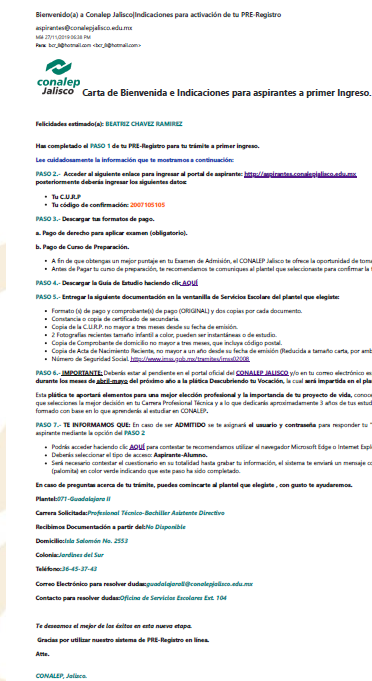 Bienvenido(a) a Conalep Jalisco|Indicaciones para activación de tu PRE-Registro
aspirantes@conalepjalisco.edu.mx
Mié 27/11/2019 06:38 PM
Para: bcr_8@hotmail.com <bcr_8@hotmail.com>
conalep
Jalisco
Carta de Bienvenida e Indicaciones para aspirantes a primer Ingreso.
Felicidades estimado(a): BEATRIZ CHAVEZ RAMIREZ
Has completado el PASO 1 de tu PRE-Registro para tu trámite a primer ingreso.
Lee cuidadosamente la información que te mostramos a continuación:
PASO 2.- Acceder al siguiente enlace para ingresar al portal de aspirante: http://aspirantes.conalepjalisco.edu.mx
posteriormente deberás ingresar los siguientes datos:
• Tu C.U.R.P
• Tu código de confirmación: 2007105105
PASO 3.- Descargar tus formatos de pago.
a. Pago de derecho para aplicar examen (obligatorio).
b. Pago de Curso de Preparación.
• A fin de que obtengas un mejor puntaje en tu Examen de Admisión, el CONALEP Jalisco te ofrece la oportunidad de toma
• Antes de Pagar tu curso de preparación, te recomendamos te comuniques al plantel que seleccionaste para confirmar la f
PASO 4.- Descargar la Guía de Estudio haciendo clic AQUÍ
PASO 5.- Entregar la siguiente documentación en la ventanilla de Servicios Escolare del plantel que elegiste:
• Formato (s) de pago y comprobante(s) de pago (ORIGINAL) y dos copias por cada documento.
• Constancia o copia de certificado de secundaria.
• Copia de la C.U.R.P. no mayor a tres meses desde su fecha de emisión.
• 2 Fotografías recientes tamaño infantil a color, pueden ser instantáneas o de estudio.
• Copia de Comprobante de domicilio no mayor a tres meses, que incluya código postal.
• Copia de Acta de Nacimiento Reciente, no mayor a un año desde su fecha de emisión (Reducida a tamaño carta, por amb
• Número de Seguridad Social. http://www.imss.gob.mx/tramites/imss02008
PASO 6.- IMPORTANTE: Deberás estar al pendiente en el portal oficial del CONALEP JALISCO y/o en tu correo electrónico es
durante los meses de abril-mayo del próximo año a la plática Descubriendo tu Vocación, la cual será impartida en el pla
Esta plática te aportará elementos para una mejor elección profesional y la importancia de tu proyecto de vida, conoce
que selecciones la mejor decisión en tu Carrera Profesional Técnica y a lo que dedicarás aproximadamente 3 años de tus estud
formado con base en lo que aprenderás al estudiar en CONALEP.
PASO 7.- TE INFORMAMOS QUE: En caso de ser ADMITIDO se te asignará el usuario y contraseña para responder tu "
aspirante mediante la opción del PASO 2
• Podrás acceder haciendo clic AQUÍ para contestar te recomendamos utilizar el navegador Microsoft Edge o Internet Expl
• Deberás seleccionar el tipo de acceso: Aspirante-Alumno.
• Será necesario contestar el cuestionario en su totalidad hasta grabar tu información, el sistema te enviará un mensaje co
(palomita) en color verde indicando que este paso ha sido completado.
En caso de preguntas acerca de tu trámite, puedes comincarte al plantel que elegiste , con gusto te ayudaremos.
Plantel:071-Guadalajara II
Carrera Solicitada:Profesional Técnico-Bachiller Asistente Directivo
Recibimos Documentación a partir del:No Disponible
Domicilio:Isla Salomón No. 2553
Colonia:Jardines del Sur
Teléfono:36-45-37-43
Correo Electrónico para resolver dudas:guadalajaraII@conalepjalisco.edu.mx
Contacto para resolver dudas:Oficina de Servicios Escolares Ext. 104
Te deseamos el mejor de los éxitos en esta nueva etapa.
Gracias por utilizar nuestro sistema de PRE-Registro en línea.
Atte.
CONALEP, Jalisco.